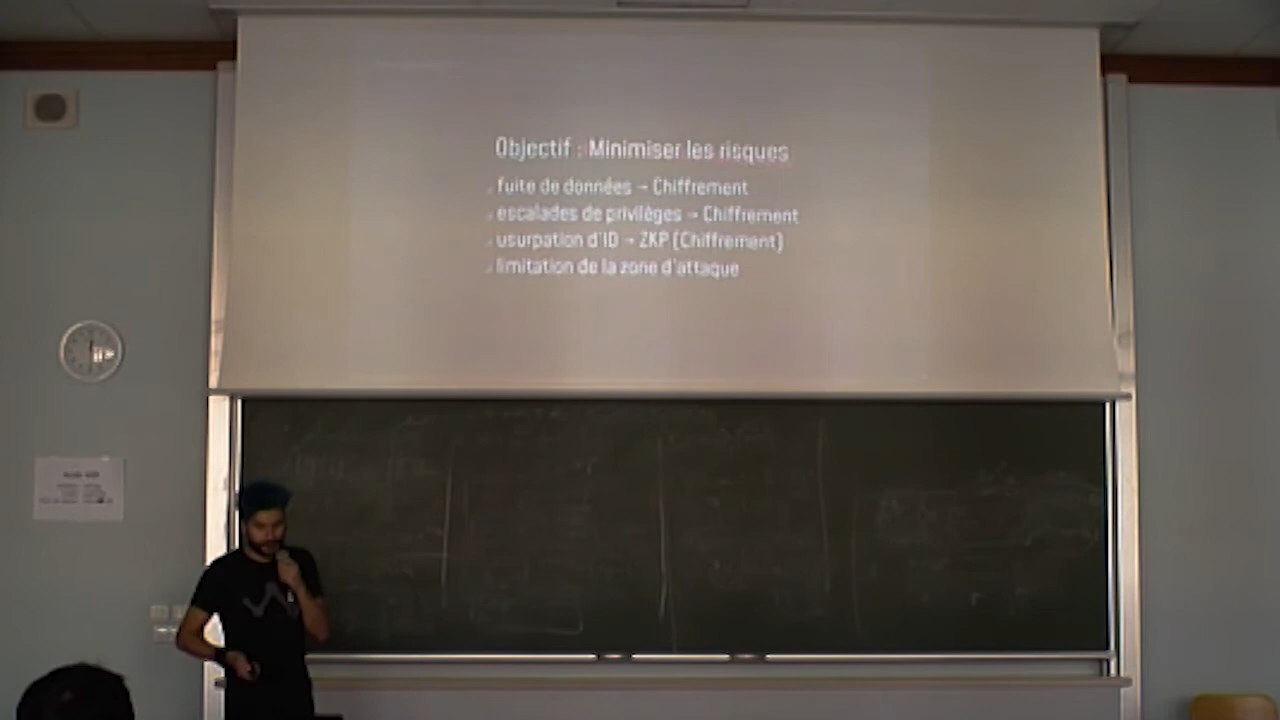 Objectif : Minimiser les risques
fuite de données → Chiffrement
escalades de privilèges → Chiffrement
usurpation d'ID → ZKP (Chiffrement)
limitation de la zone d'attaque